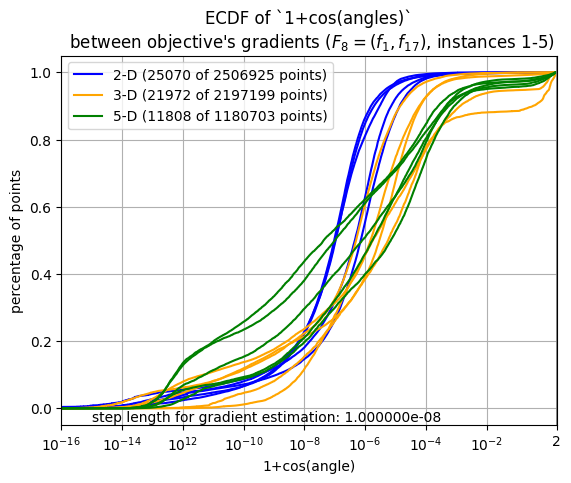 ECDF of `1+cos(angles)`
between objective's gradients (F₈ = (f₁, f₁₇), instances 1-5)
2-D (25070 of 2506925 points)
3-D (21972 of 2197199 points)
5-D (11808 of 1180703 points)
percentage of points
1.0
0.8
0.6
0.4
0.2
0.0
step length for gradient estimation: 1.000000e-08
10⁻¹⁶ 10⁻¹⁴ 10⁻¹² 10⁻¹⁰ 10⁻⁸ 10⁻⁶ 10⁻⁴ 10⁻² 2
1+cos(angle)